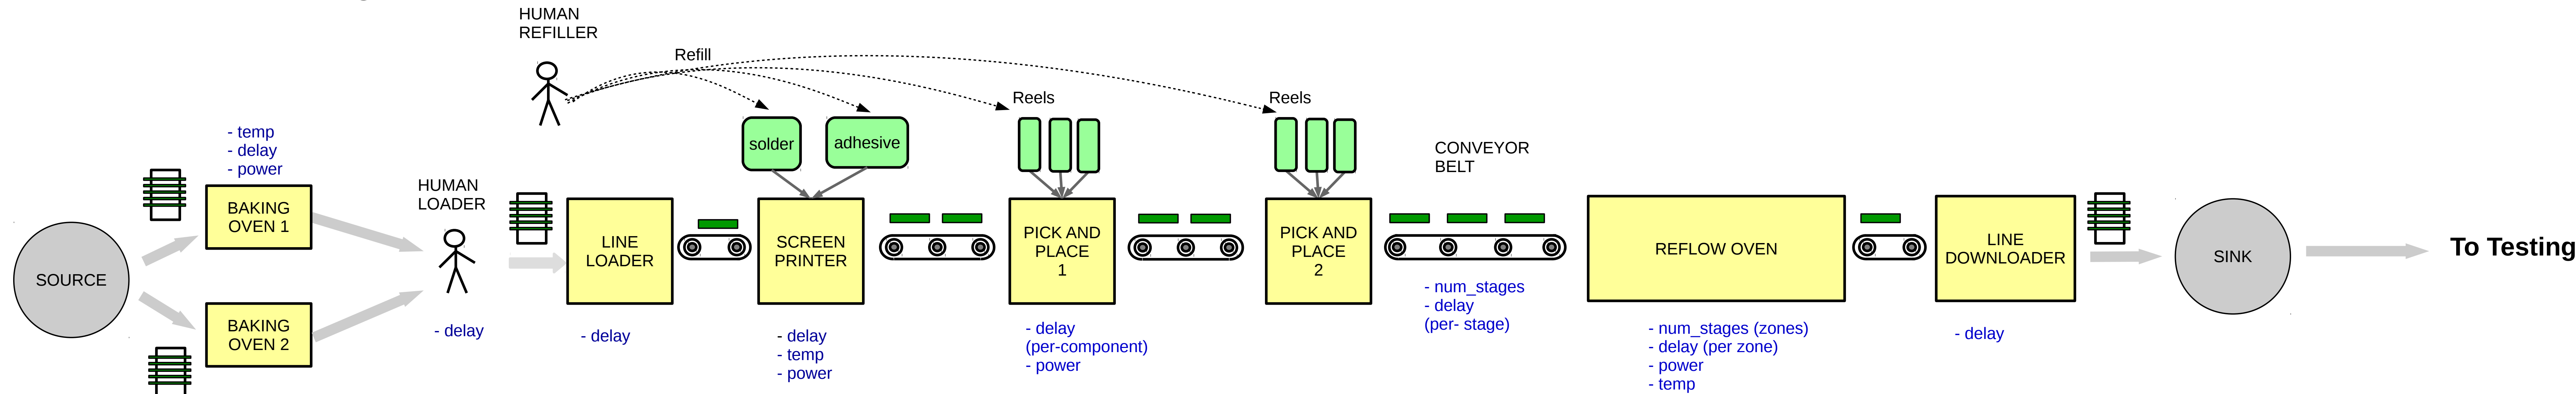 HUMAN
REFILLER
Refill
Reels
Reels
- temp
- delay
- power
solder
adhesive
CONVEYOR
BELT
HUMAN
LOADER
SOURCE
BAKING
OVEN 1
BAKING
OVEN 2
- delay
LINE
LOADER
- delay
SCREEN
PRINTER
- delay
- temp
- power
PICK AND
PLACE
1
- delay
(per-component)
- power
PICK AND
PLACE
2
- num_stages
- delay
(per- stage)
REFLOW OVEN
- num_stages (zones)
- delay (per zone)
- power
- temp
LINE
DOWNLOADER
- delay
SINK
To Testing